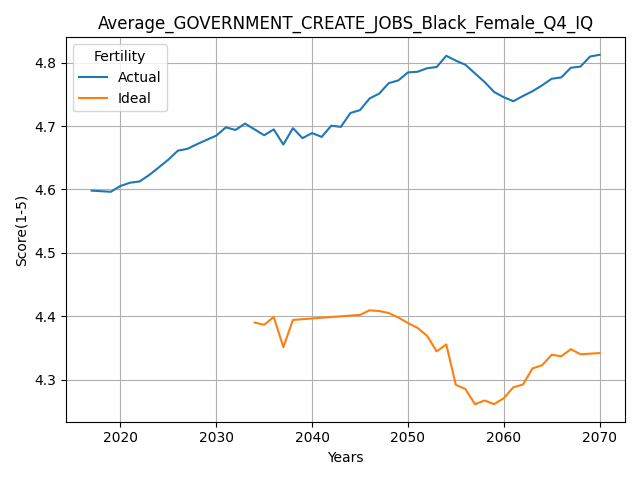 Average_GOVERNMENT_CREATE_JOBS_Black_Female_Q4_IQ
Fertility
Actual
Ideal
Score(1-5)
4.8
4.7
4.6
4.5
4.4
4.3
2020 2030 2040 2050 2060 2070
Years